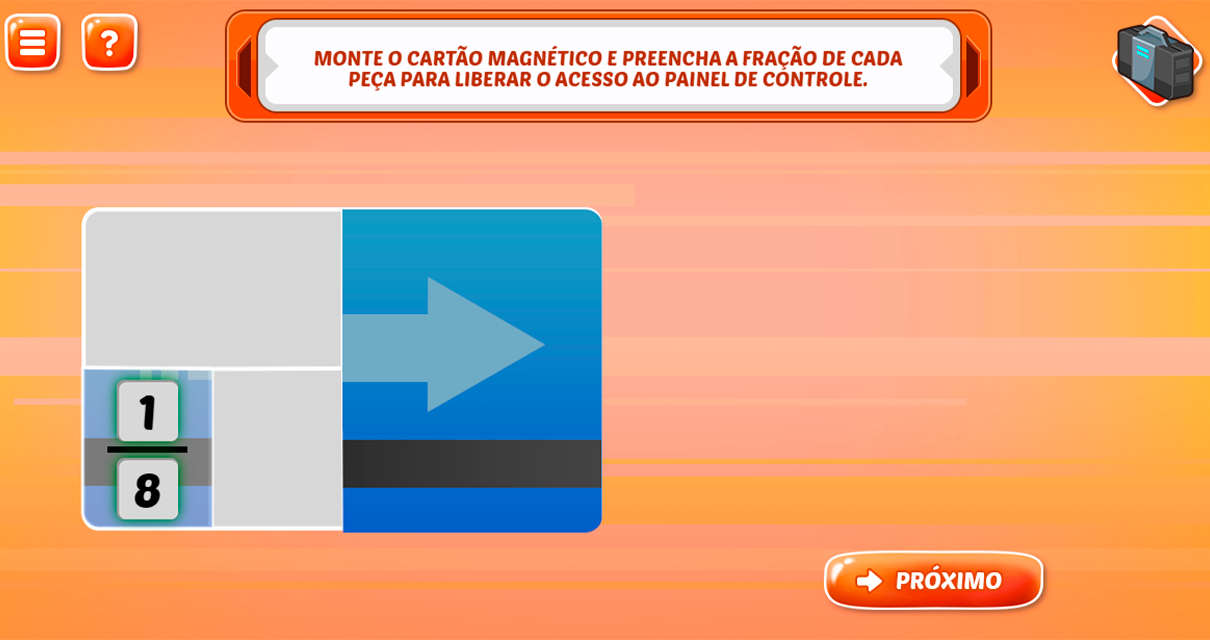 ?
MONTE O CARTÃO MAGNÉTICO E PREENCHA A FRAÇÃO DE CADA
PEÇA PARA LIBERAR O ACESSO AO PAINEL DE CONTROLE.
1
8
PRÓXIMO